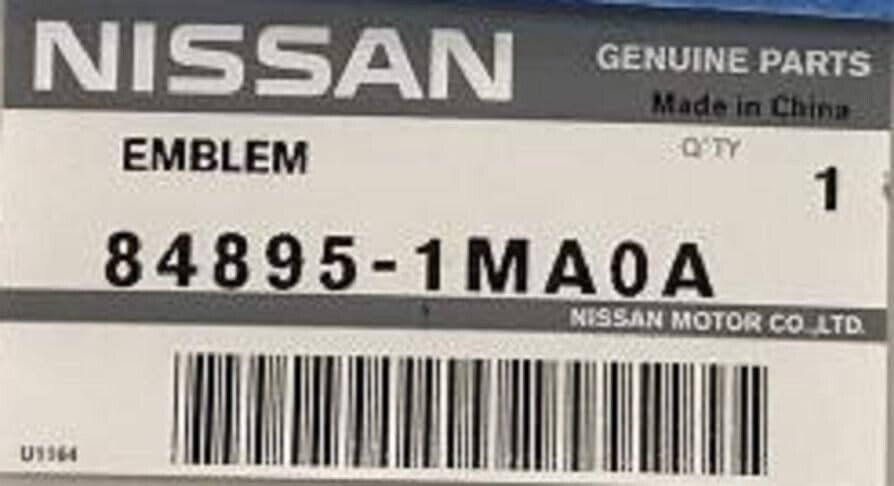 NISSAN
GENUINE PARTS
Made in China
EMBLEM
Q'TY
1
84895-1MA0A
NISSAN MOTOR CO.,LTD.
U1164